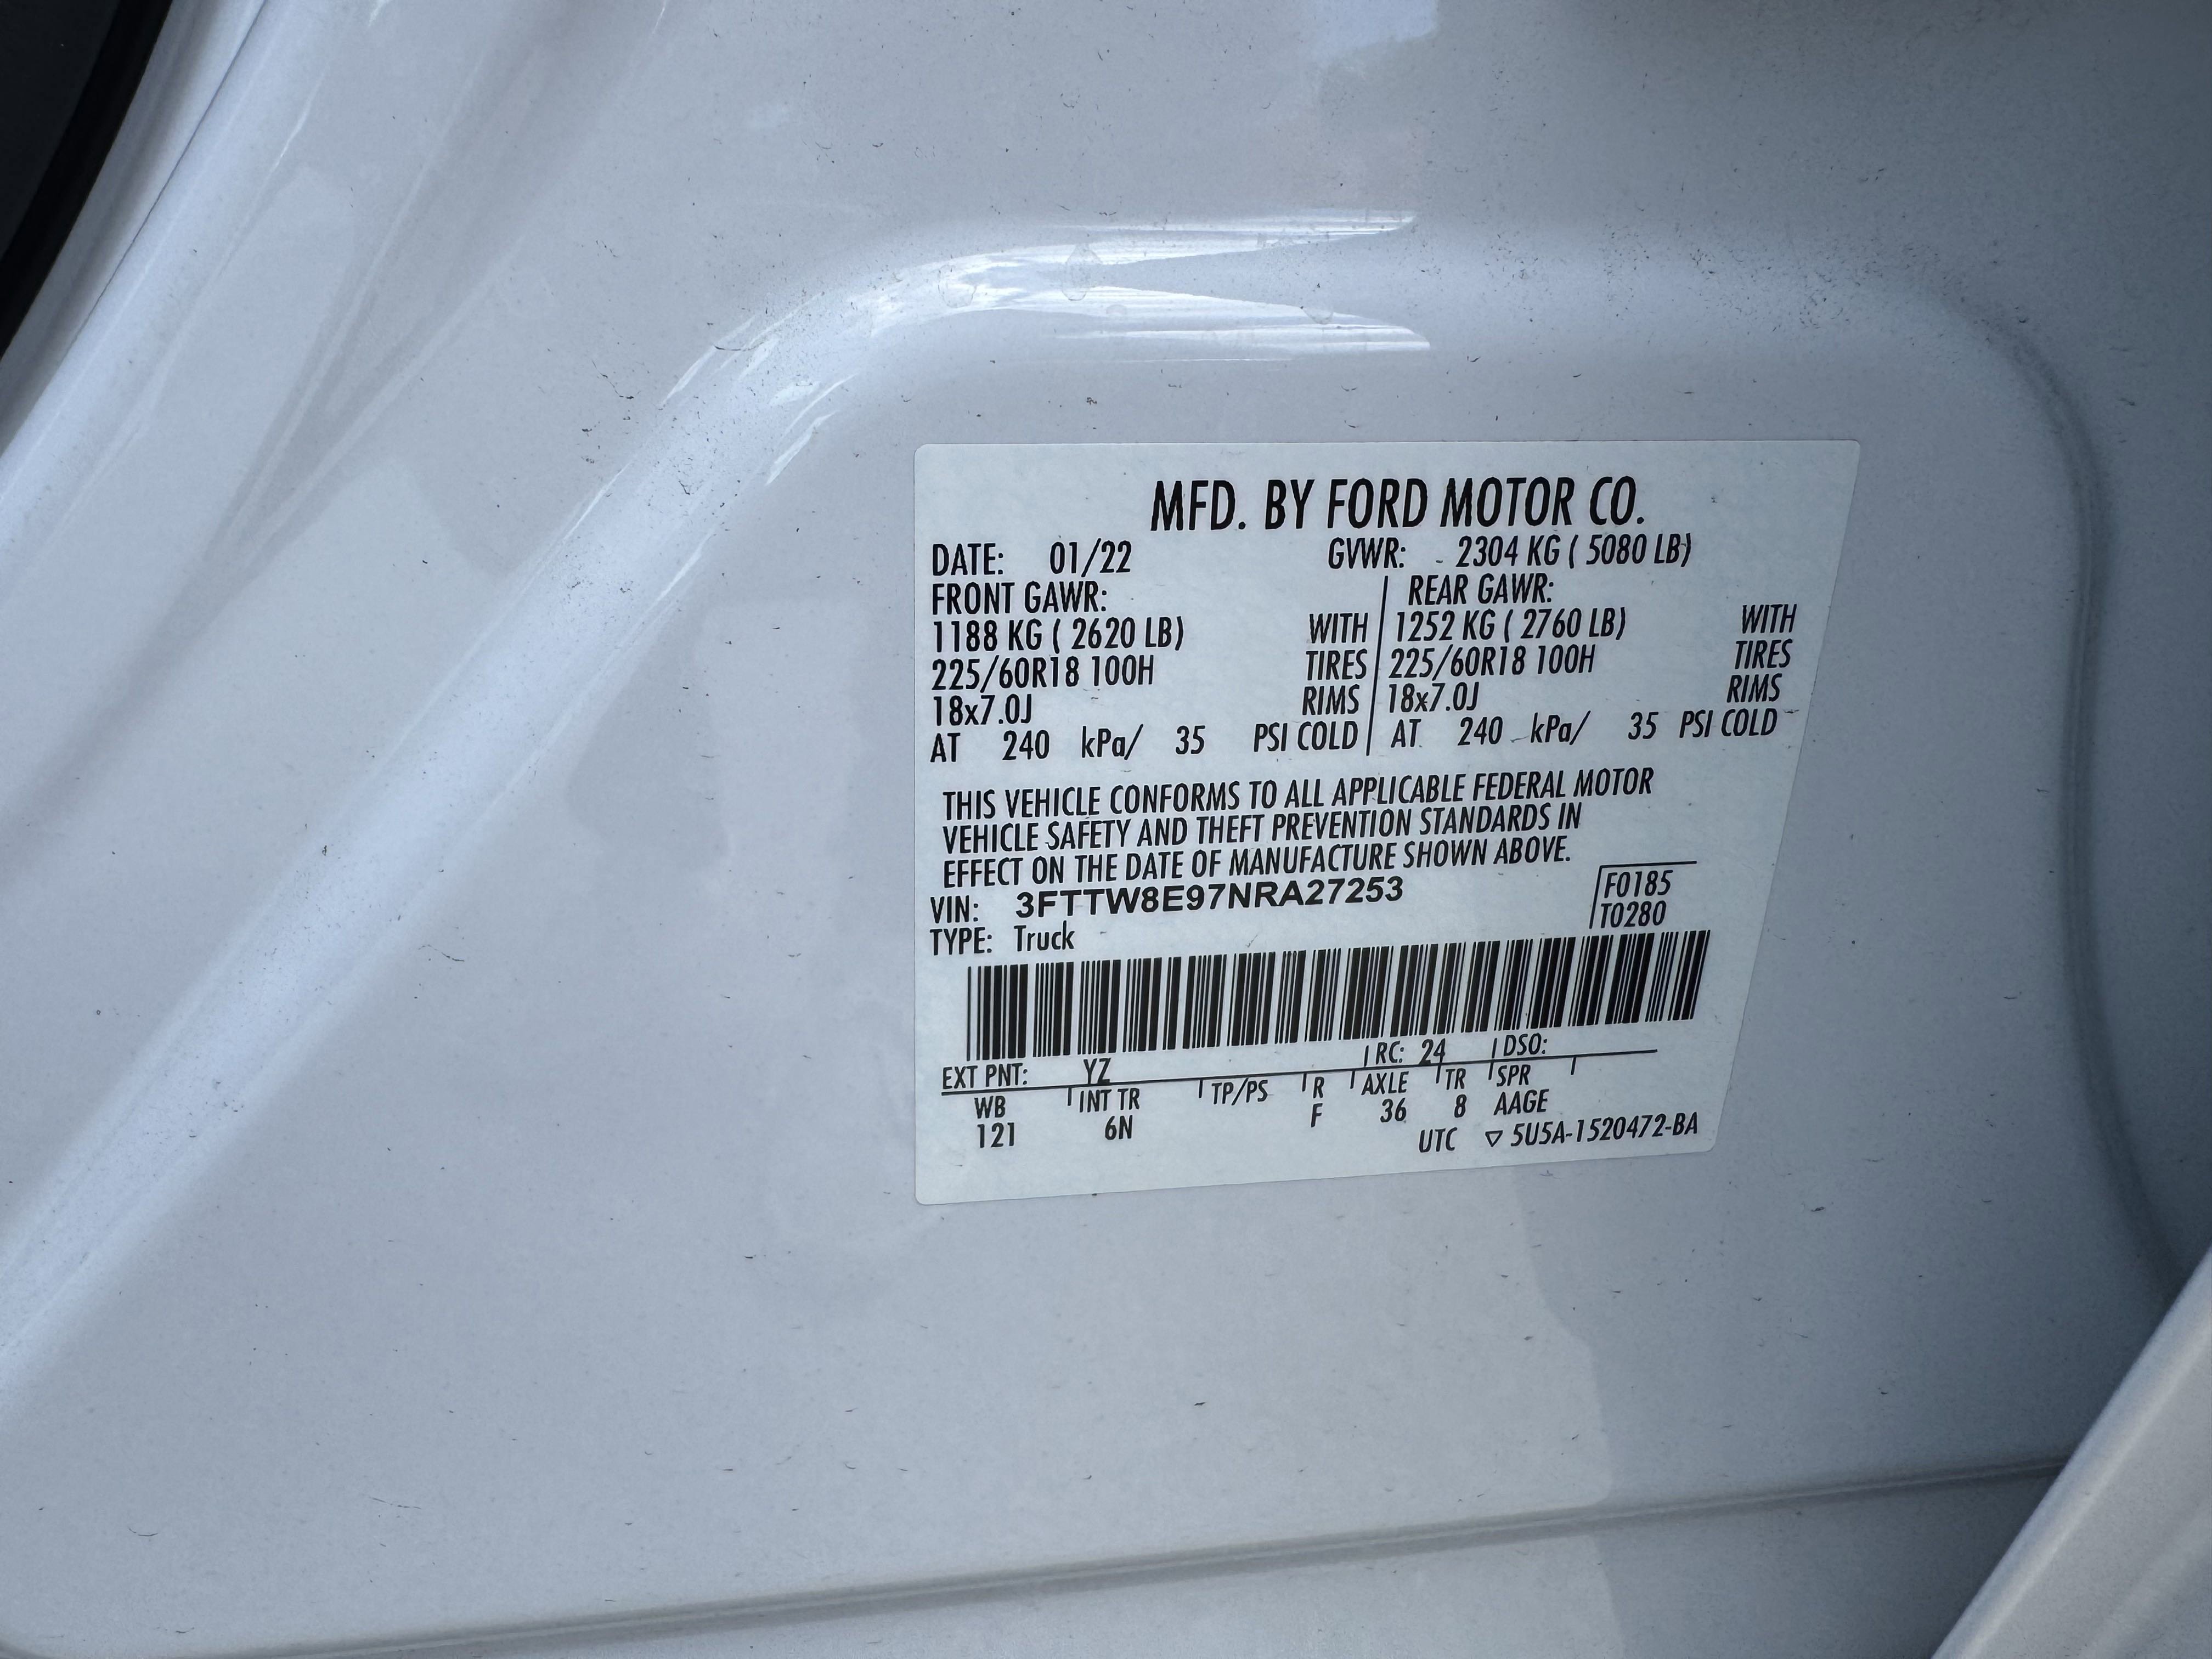 MFD. BY FORD MOTOR CO.
DATE: 01/22 GVWR: 2304 KG ( 5080 LB)
FRONT GAWR: REAR GAWR:
1188 KG ( 2620 LB) WITH 1252 KG ( 2760 LB) WITH
225/60R18 100H TIRES 225/60R18 100H TIRES
18x7.0J RIMS 18x7.0J RIMS
AT 240 kPa/ 35 PSI COLD AT 240 kPa/ 35 PSI COLD
THIS VEHICLE CONFORMS TO ALL APPLICABLE FEDERAL MOTOR
VEHICLE SAFETY AND THEFT PREVENTION STANDARDS IN
EFFECT ON THE DATE OF MANUFACTURE SHOWN ABOVE.
VIN: 3FTTW8E97NRA27253 F0185
TYPE: Truck T0280
EXT PNT: YZ RC: 24 DSO:
WB INT TR TP/PS R AXLE TR SPR
121 6N F 36 8 AAGE
UTC ▽ 5U5A-1520472-BA